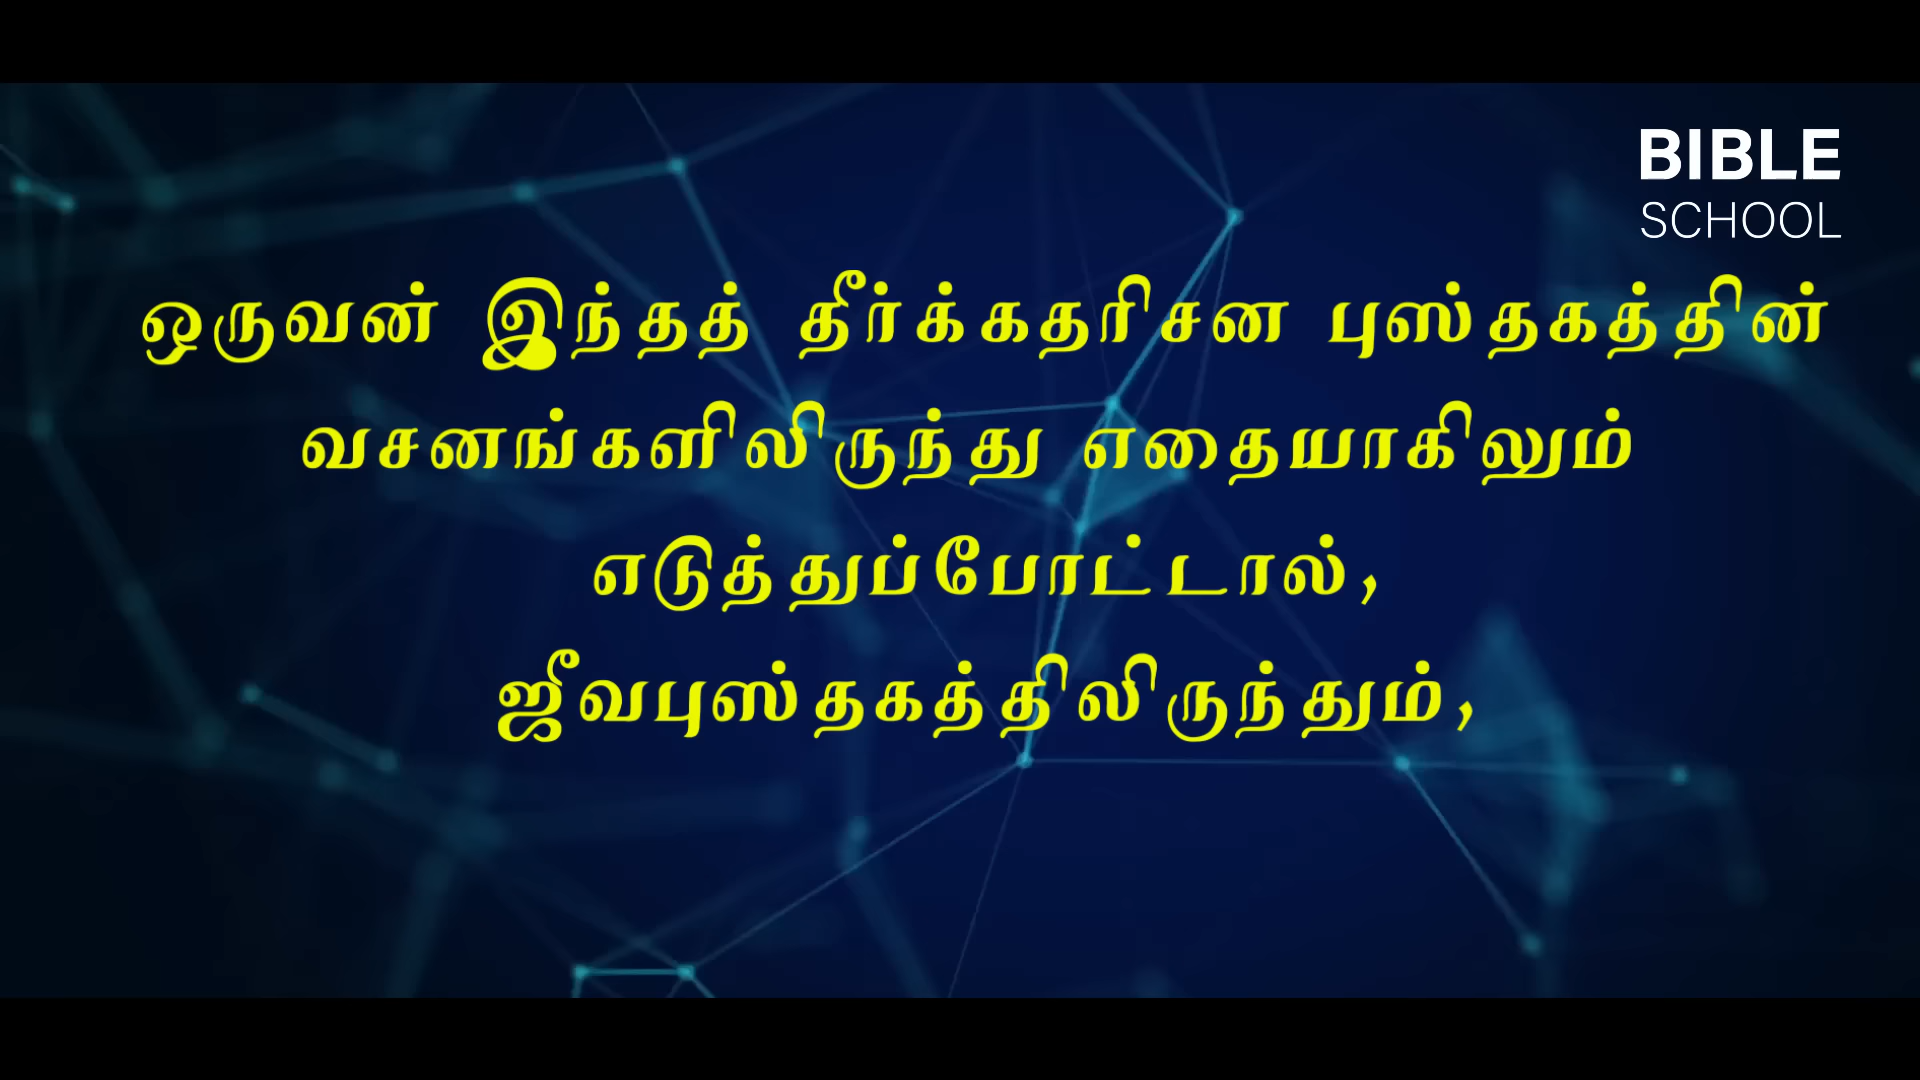 BIBLE
SCHOOL
ஒருவன் இந்தத் தீர்க்கதரிசன புஸ்தகத்தின்
வசனங்களிலிருந்து எதையாகிலும்
எடுத்துப்போட்டால்,
ஜீவபுஸ்தகத்திலிருந்தும்,